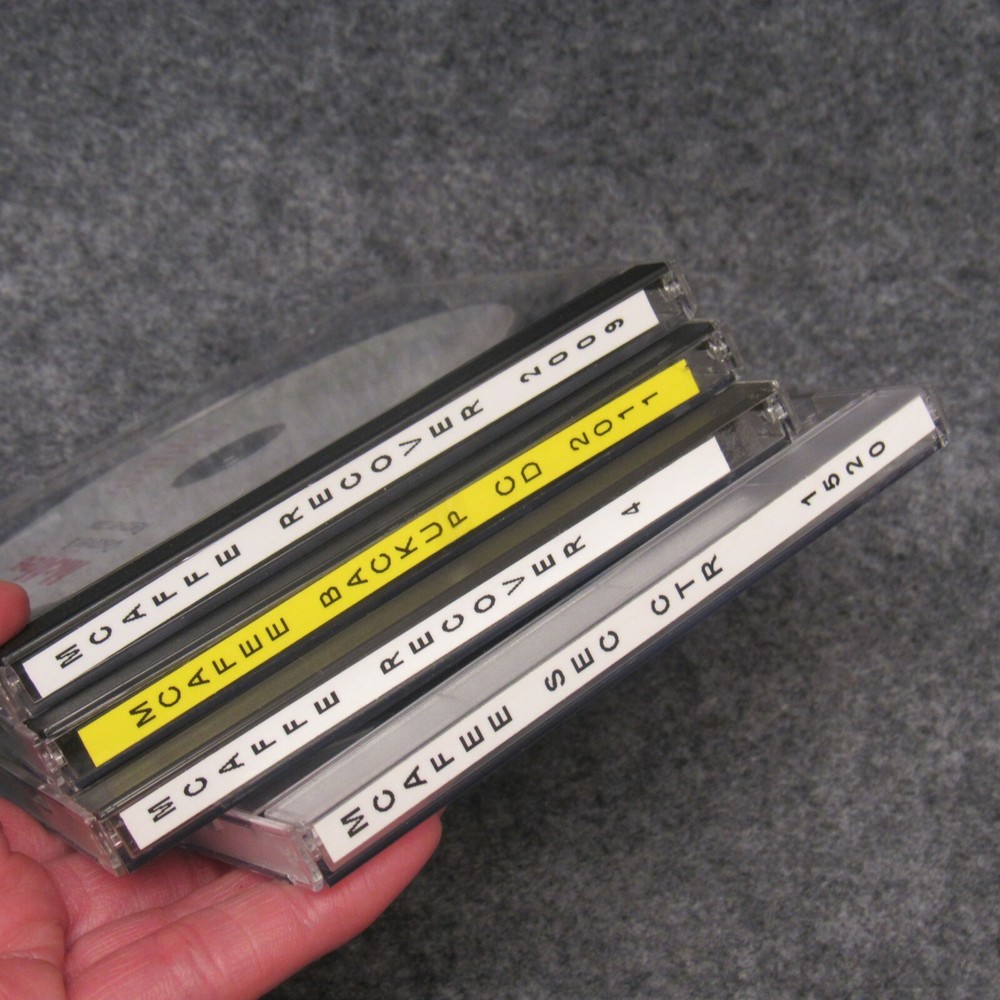 MCAFFE RECOVER 2009
MCAFEE BACKUP CD 2011
MCAFFE RECOVER 4
MCAFEE SEC CTR 1520